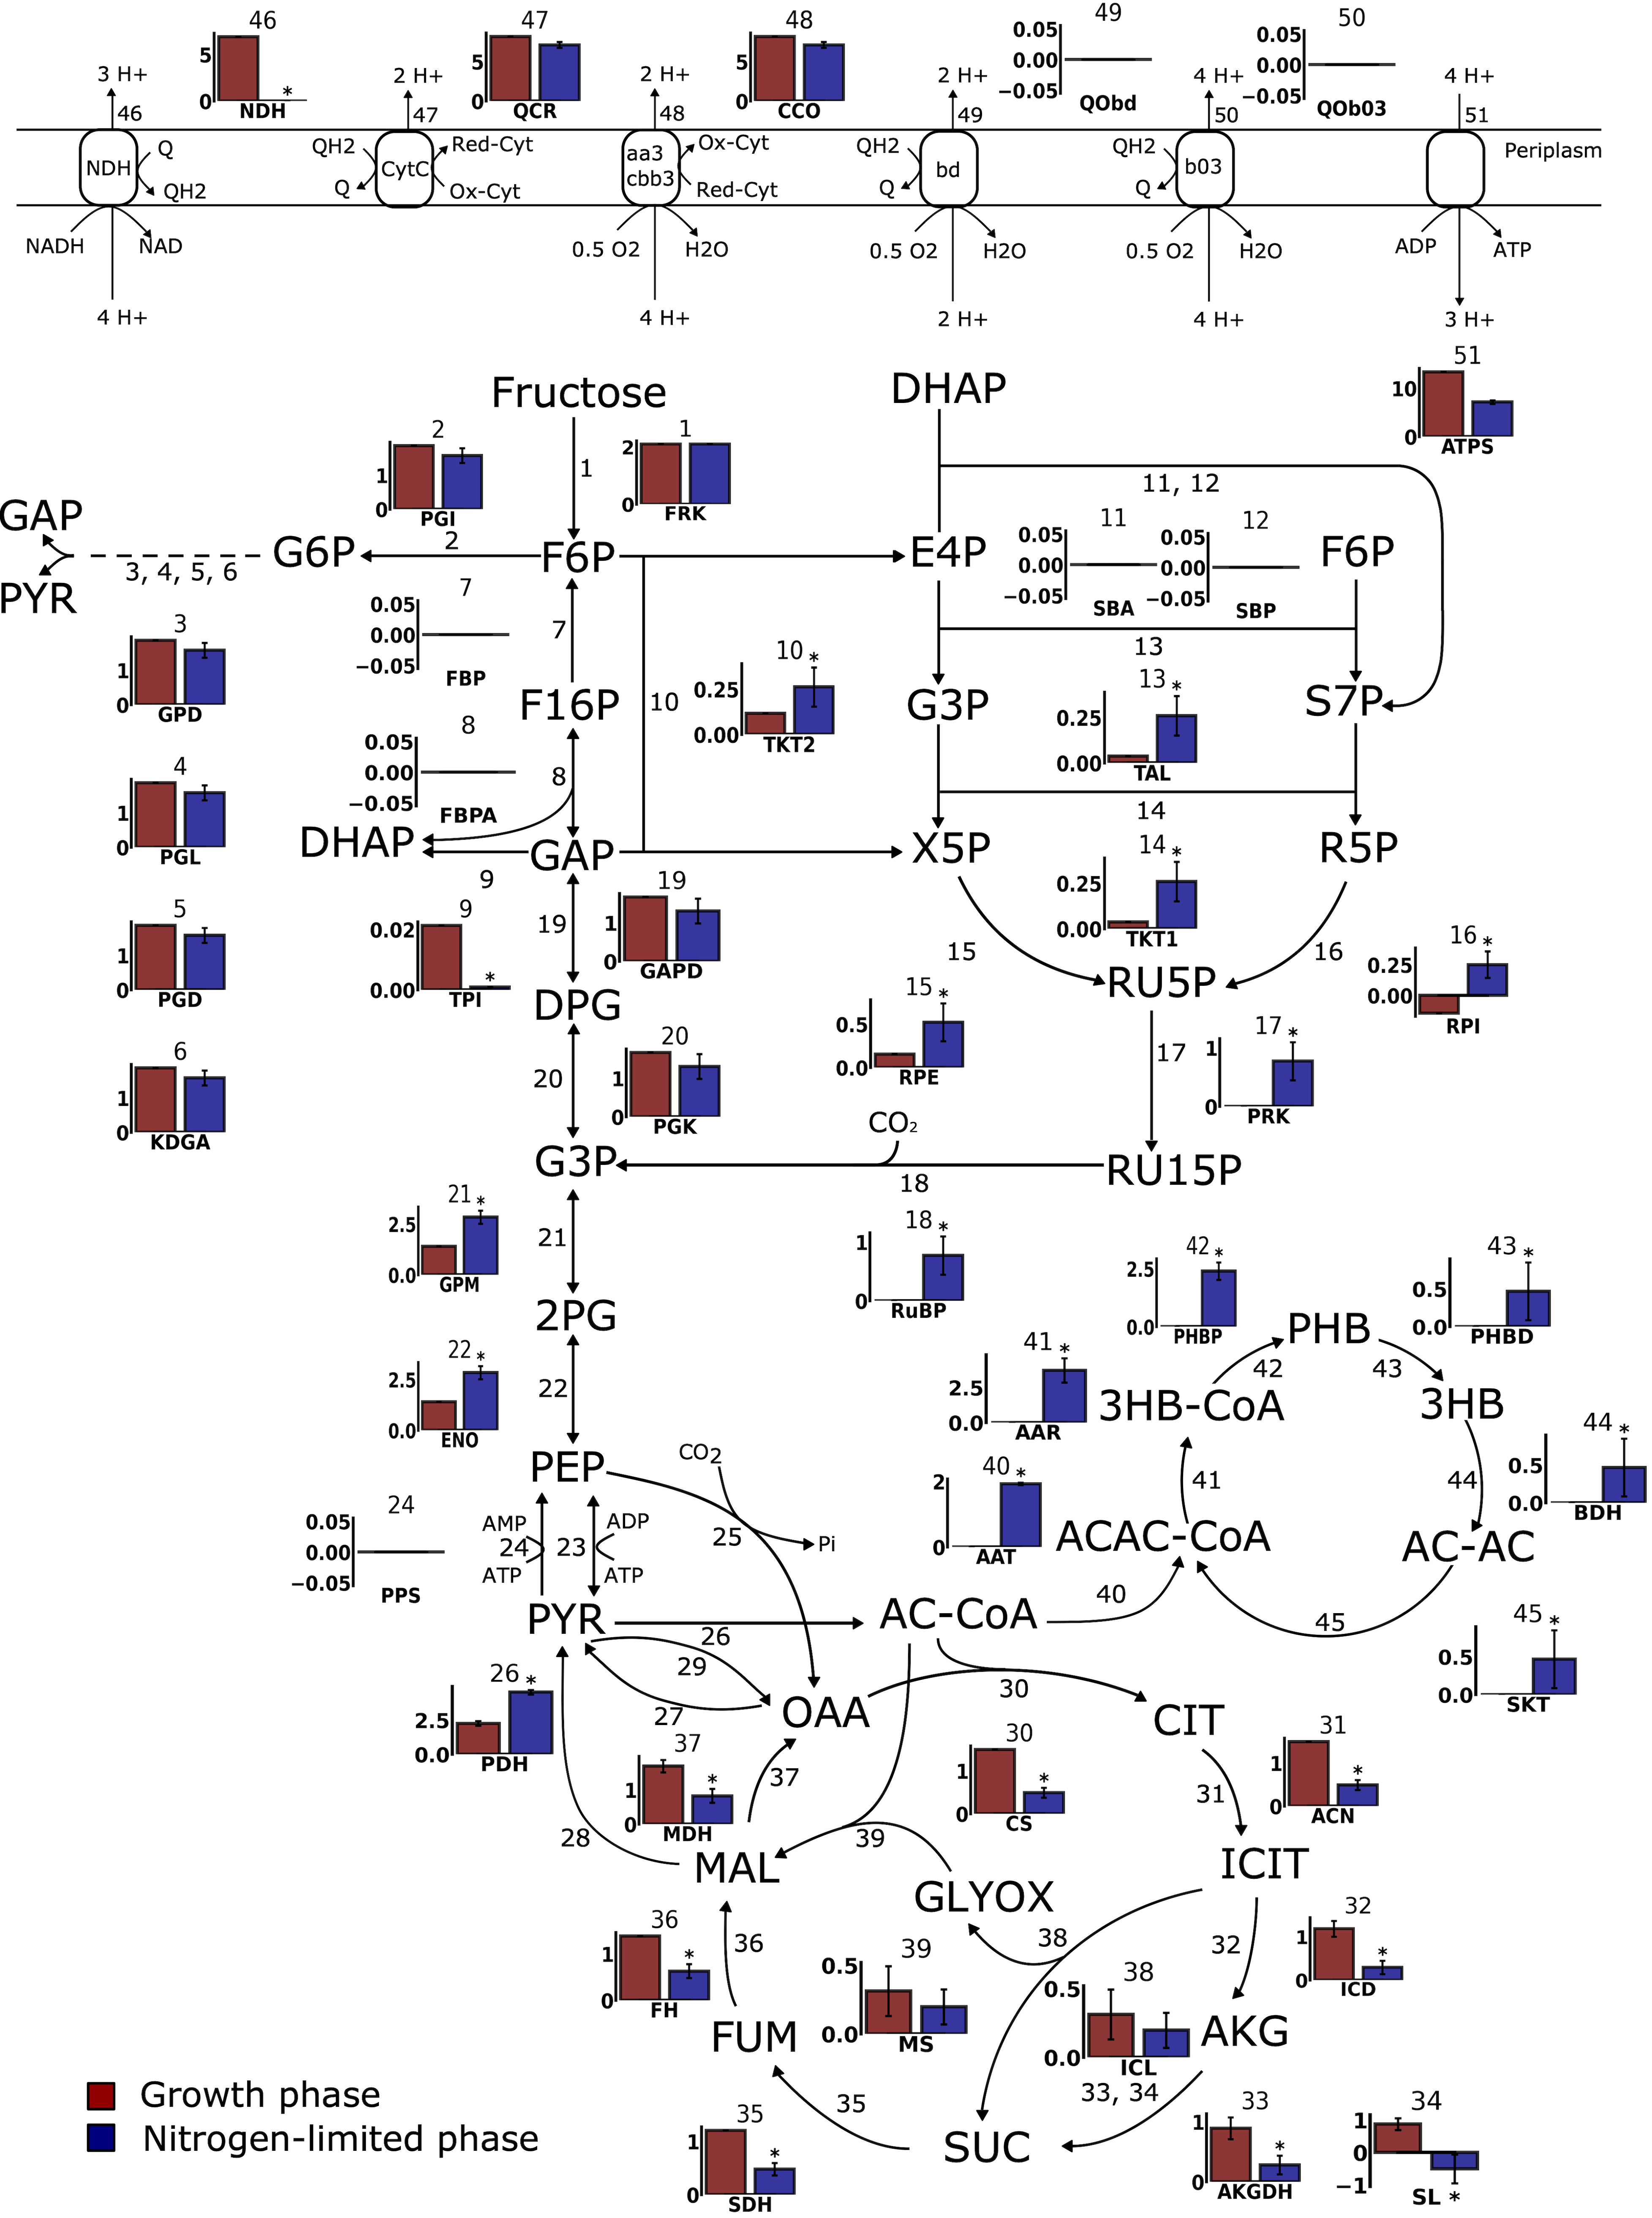 46
5
0
*
NDH
47
5
0
QCR
48
5
0
CCO
49
0.05
0.00
−0.05
QObd
50
0.05
0.00
−0.05
QOb03
3 H+
46
NDH
Q
QH2
NADH
NAD
4 H+
2 H+
47
QH2
Q
CytC
Red-Cyt
Ox-Cyt
2 H+
48
aa3
cbb3
Ox-Cyt
Red-Cyt
0.5 O2
H2O
4 H+
2 H+
49
QH2
Q
bd
0.5 O2
H2O
2 H+
4 H+
50
QH2
Q
b03
0.5 O2
H2O
4 H+
4 H+
51
Periplasm
ADP
ATP
3 H+
51
10
0
ATPS
Fructose
DHAP
2
1
0
PGI
1
1
2
0
FRK
11, 12
GAP
PYR
3, 4, 5, 6
G6P
2
F6P
E4P
11
0.05
0.00
−0.05
SBA
12
0.05
0.00
−0.05
SBP
F6P
3
1
0
GPD
7
0.05
0.00
−0.05
FBP
7
F16P
10
10 *
0.25
0.00
TKT2
13
G3P
13 *
0.25
0.00
TAL
S7P
4
1
0
PGL
8
0.05
0.00
−0.05
FBPA
8
DHAP
GAP
9
X5P
14
R5P
14 *
0.25
0.00
TKT1
5
1
0
PGD
9
0.02
0.00
*
TPI
19
19
1
0
GAPD
15
RU5P
16
16 *
0.25
0.00
RPI
DPG
6
1
0
KDGA
20
20
1
0
PGK
15 *
0.5
0.0
RPE
17
17 *
1
0
PRK
CO₂
G3P
18
RU15P
21 *
2.5
0.0
GPM
21
18 *
1
0
RuBP
2PG
22 *
2.5
0.0
ENO
22
42 *
2.5
0.0
PHBP
43 *
0.5
0.0
PHBD
PHB
41 *
2.5
0.0
AAR
42
43
3HB-CoA
3HB
PEP
CO2
40 *
2
0
AAT
41
44
44 *
0.5
0.0
BDH
24
0.05
0.00
−0.05
PPS
AMP
24
ATP
23
ADP
ATP
25
Pi
ACAC-CoA
AC-AC
PYR
26
AC-CoA
40
45
45 *
0.5
0.0
SKT
29
27
26 *
2.5
0.0
PDH
OAA
30
CIT
37
1
0
*
MDH
37
30
1
0
*
CS
31
31
1
0
*
ACN
28
MAL
39
GLYOX
ICIT
36
1
0
*
FH
36
39
0.5
0.0
MS
38
38
0.5
0.0
ICL
32
32
1
0
*
ICD
FUM
AKG
Growth phase
Nitrogen-limited phase
35
35
1
0
*
SDH
SUC
33, 34
33
1
0
*
AKGDH
34
1
0
−1
SL *